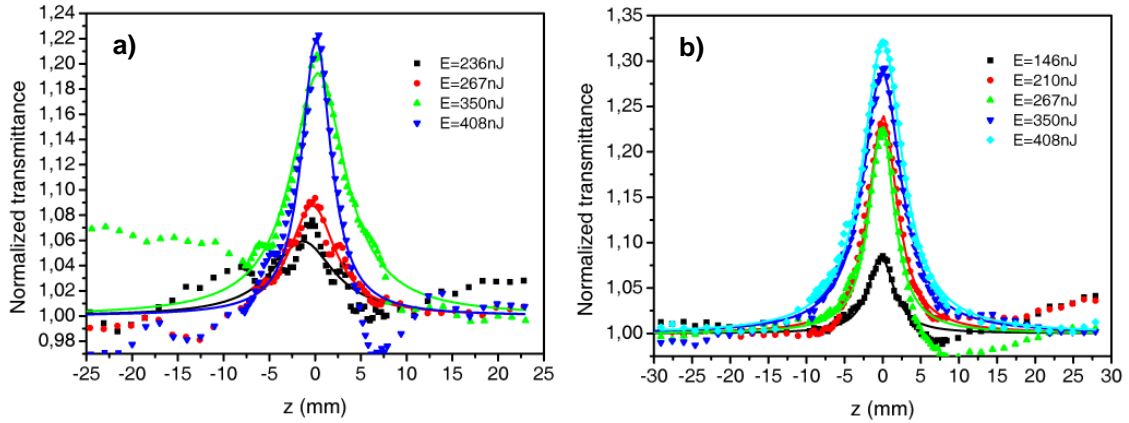 a)
Normalized transmittance
1,24
1,22
1,20
1,18
1,16
1,14
1,12
1,10
1,08
1,06
1,04
1,02
1,00
0,98
E=236nJ
E=267nJ
E=350nJ
E=408nJ
-25 -20 -15 -10 -5 0 5 10 15 20 25
z (mm)
b)
Normalized transmittance
1,35
1,30
1,25
1,20
1,15
1,10
1,05
1,00
E=146nJ
E=210nJ
E=267nJ
E=350nJ
E=408nJ
-30 -25 -20 -15 -10 -5 0 5 10 15 20 25 30
z (mm)